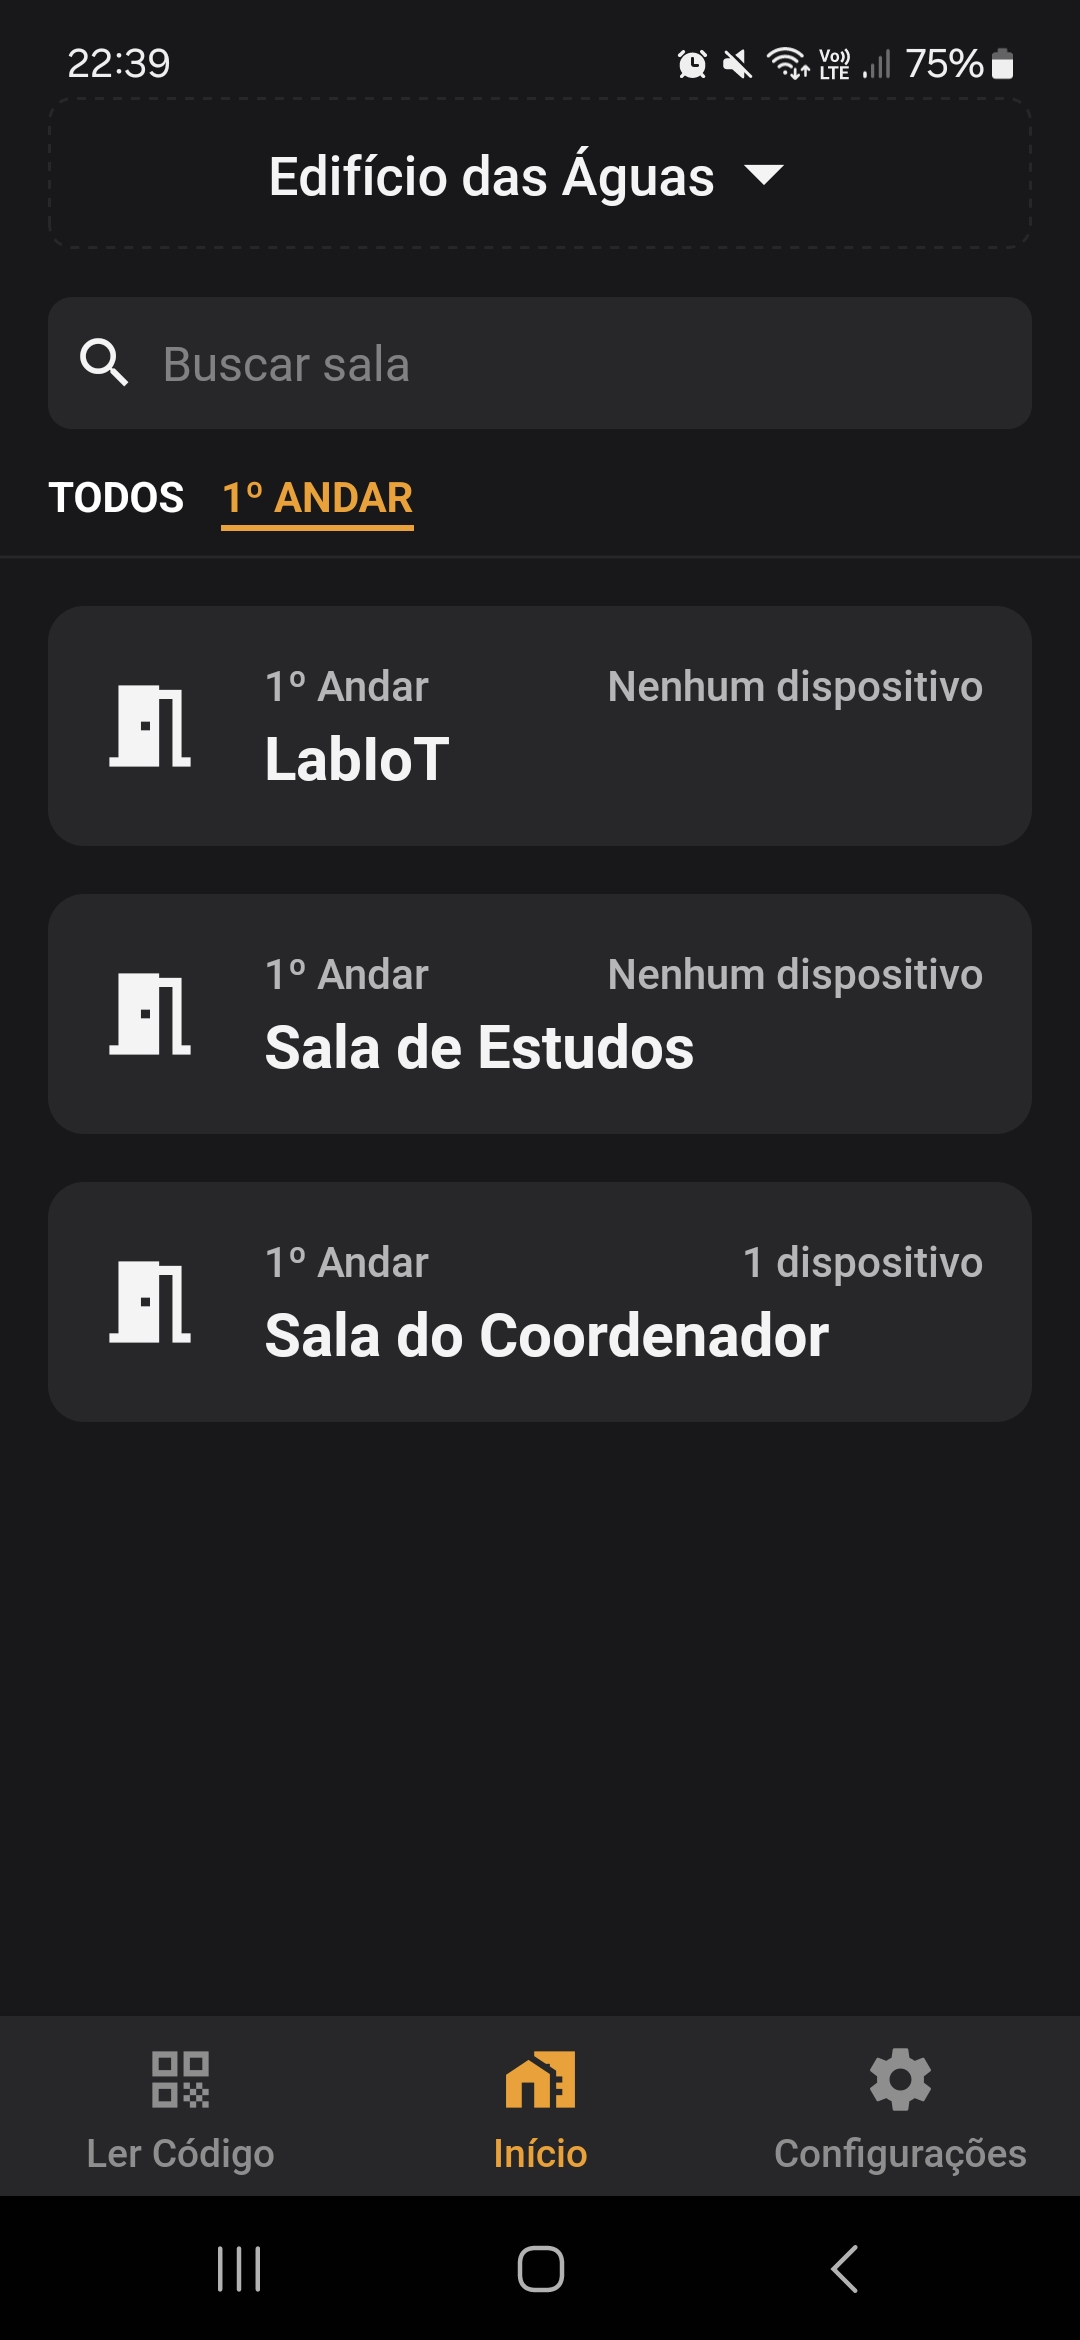 22:39
Vo)) LTE
75%
Edifício das Águas
Buscar sala
TODOS 1º ANDAR
1º Andar Nenhum dispositivo
LabIoT
1º Andar Nenhum dispositivo
Sala de Estudos
1º Andar 1 dispositivo
Sala do Coordenador
Ler Código Início Configurações